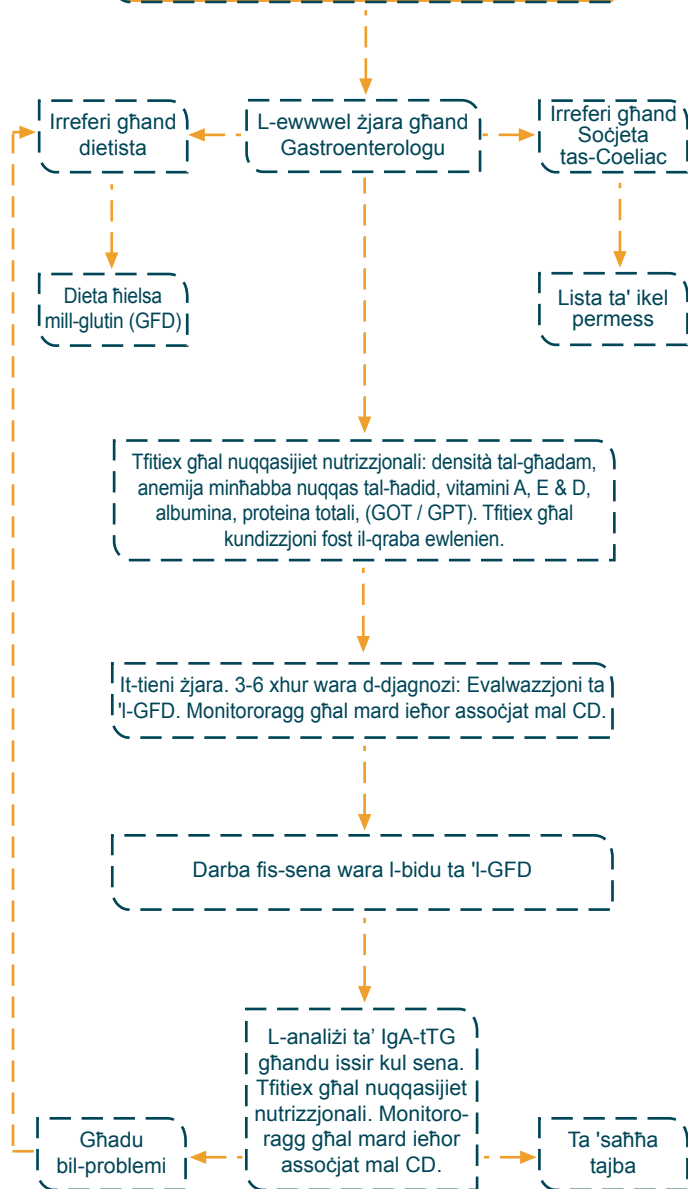 Irreferi għand
dietista
L-ewwwel żjara għand
Gastroenterologu
Irreferi għand
Soċjeta
tas-Coeliac
Dieta ħielsa
mill-glutin (GFD)
Lista ta' ikel
permess
Tfitiex għal nuqqasijiet nutrizzjonali: densità tal-għadam,
anemija minħabba nuqqas tal-ħadid, vitamini A, E & D,
albumina, proteina totali, (GOT / GPT). Tfitiex għal
kundizzjoni fost il-qraba ewlenien.
It-tieni żjara. 3-6 xhur wara d-djagnozi: Evalwazzjoni ta
'l-GFD. Monitororagg għal mard ieħor assoċjat mal CD.
Darba fis-sena wara l-bidu ta 'l-GFD
L-analiżi ta' IgA-tTG
għandu issir kul sena.
Tfitiex għal nuqqasijiet
nutrizzjonali. Monitoro-
ragg għal mard ieħor
assoċjat mal CD.
Għadu
bil-problemi
Ta 'saħħa
tajba